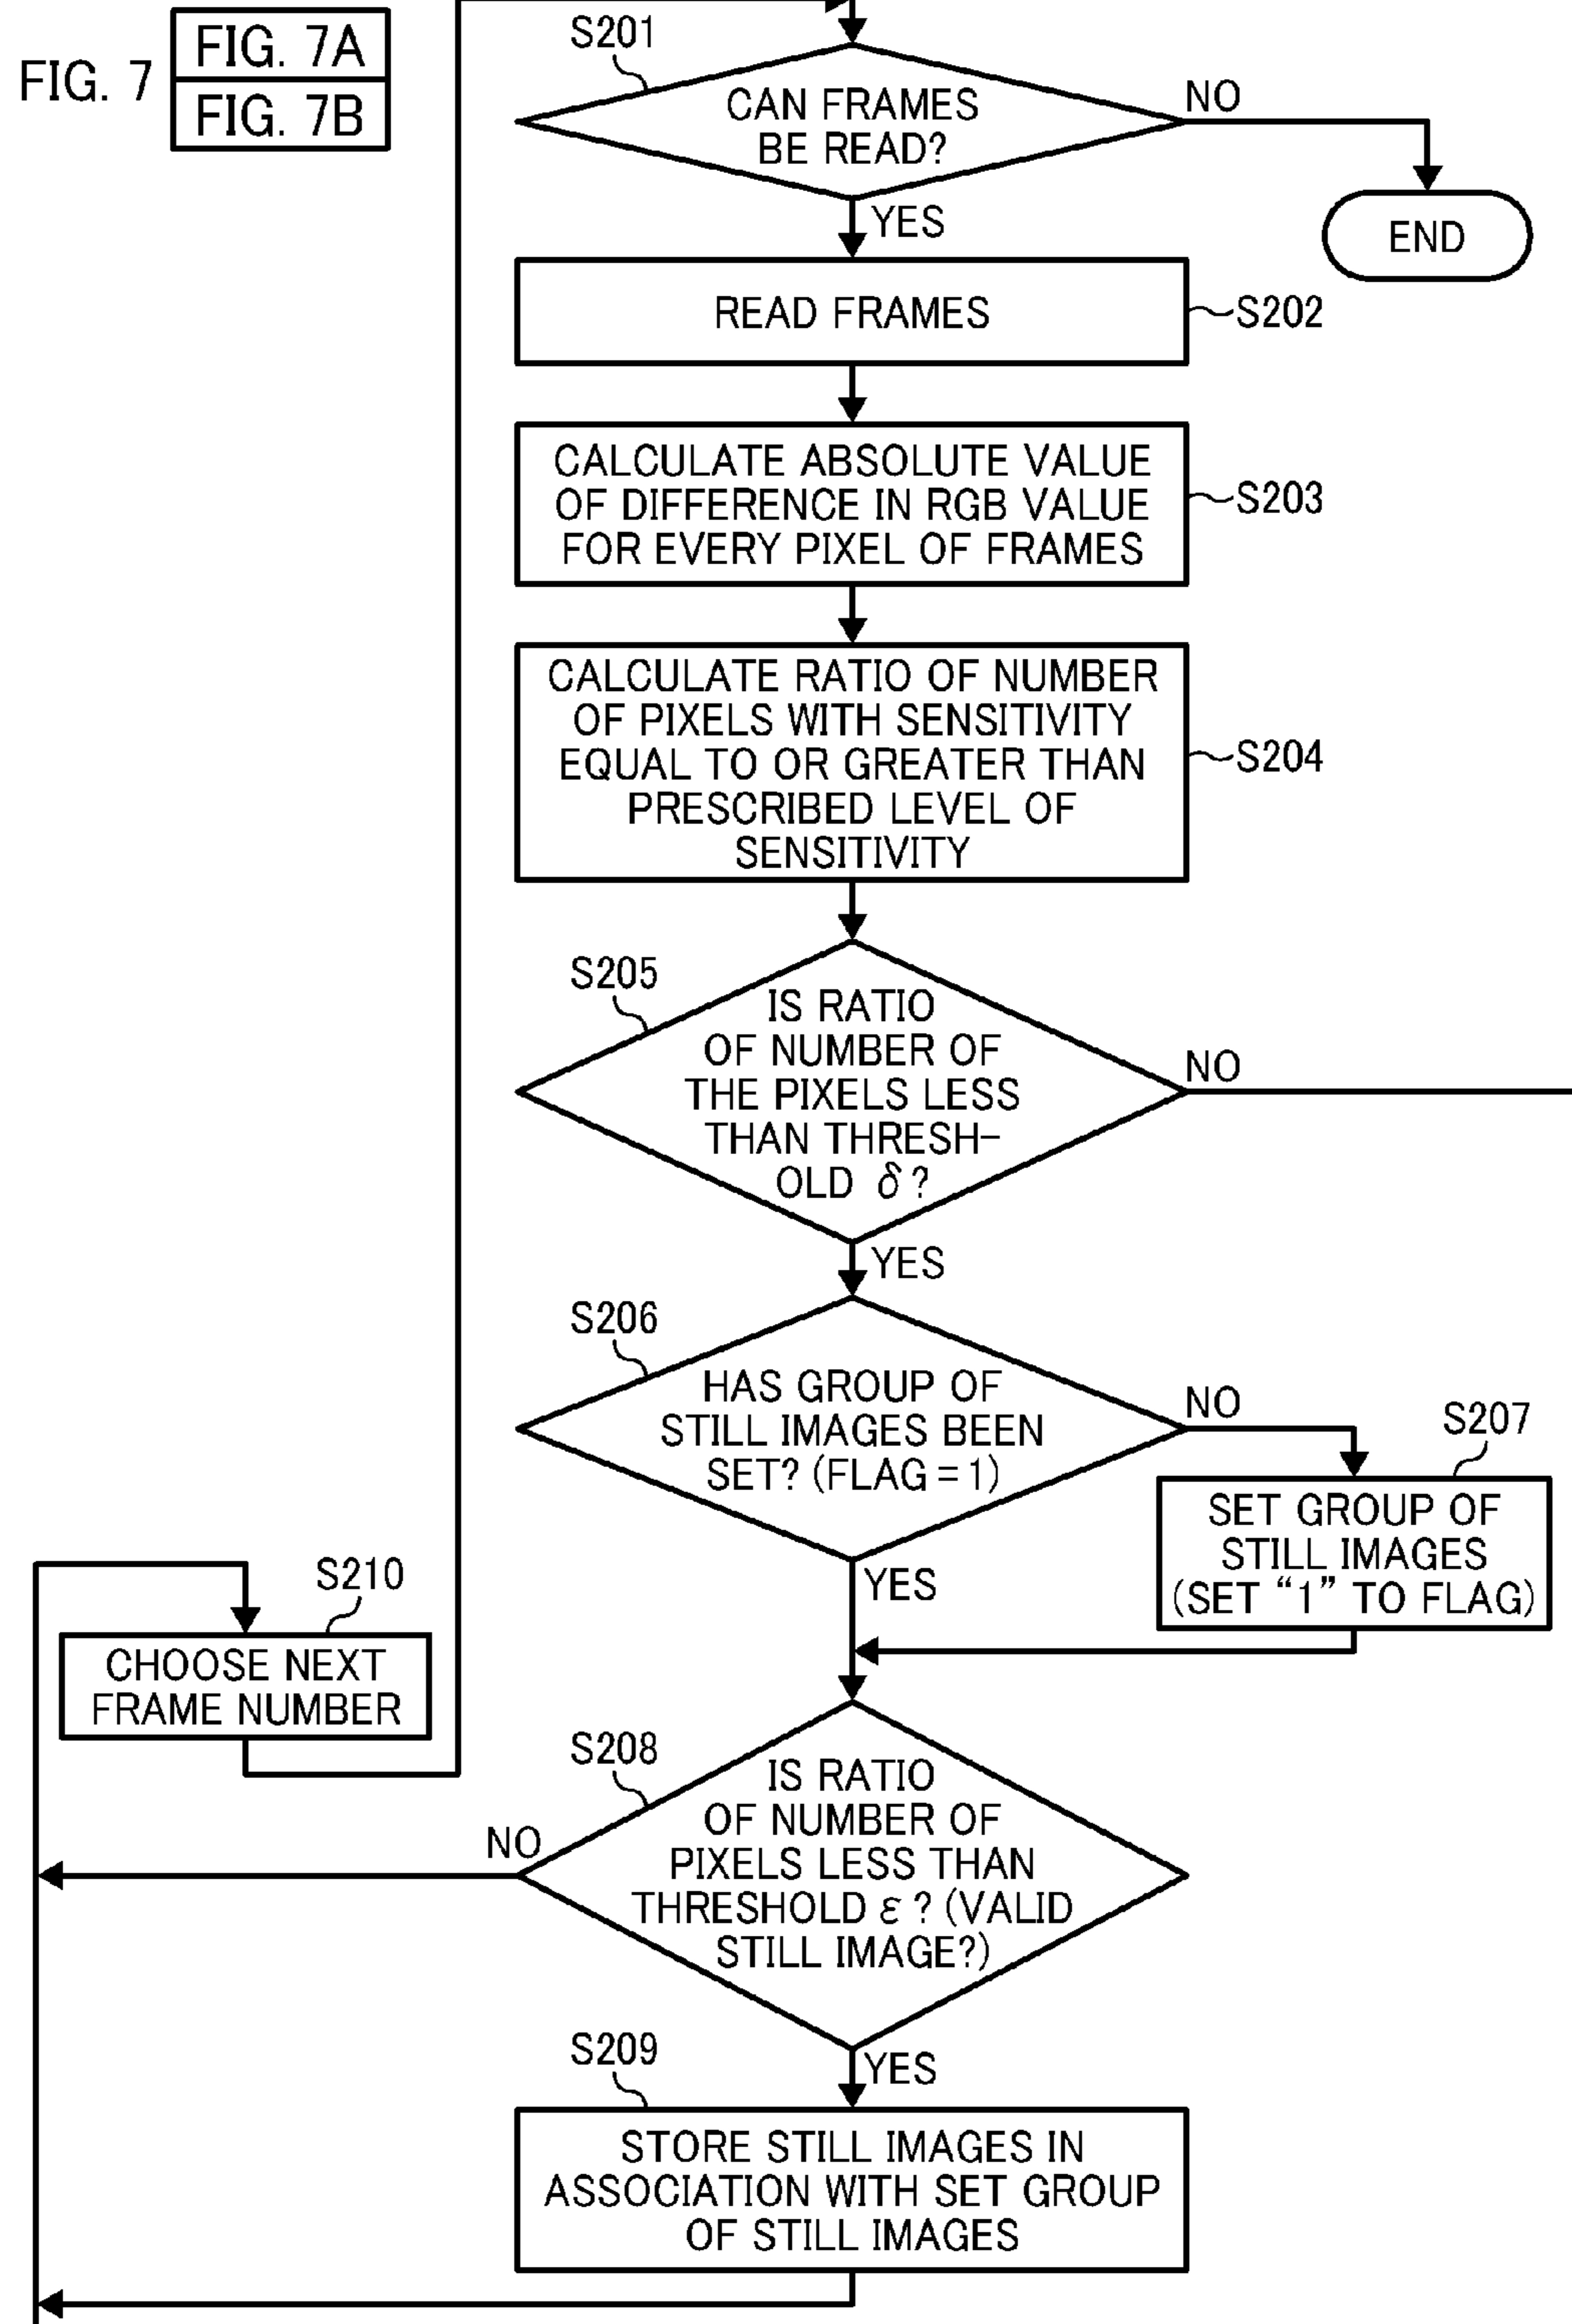 FIG. 7
FIG. 7A
FIG. 7B
S201
CAN FRAMES
BE READ?
NO
END
YES
READ FRAMES
S202
CALCULATE ABSOLUTE VALUE
OF DIFFERENCE IN RGB VALUE
FOR EVERY PIXEL OF FRAMES
S203
CALCULATE RATIO OF NUMBER
OF PIXELS WITH SENSITIVITY
EQUAL TO OR GREATER THAN
PRESCRIBED LEVEL OF
SENSITIVITY
S204
S205
IS RATIO
OF NUMBER OF
THE PIXELS LESS
THAN THRESH-
OLD δ?
NO
YES
S206
HAS GROUP OF
STILL IMAGES BEEN
SET? (FLAG = 1)
NO
S207
SET GROUP OF
STILL IMAGES
(SET “1” TO FLAG)
YES
S210
CHOOSE NEXT
FRAME NUMBER
S208
IS RATIO
OF NUMBER OF
PIXELS LESS THAN
THRESHOLD ε? (VALID
STILL IMAGE?)
NO
YES
S209
STORE STILL IMAGES IN
ASSOCIATION WITH SET GROUP
OF STILL IMAGES